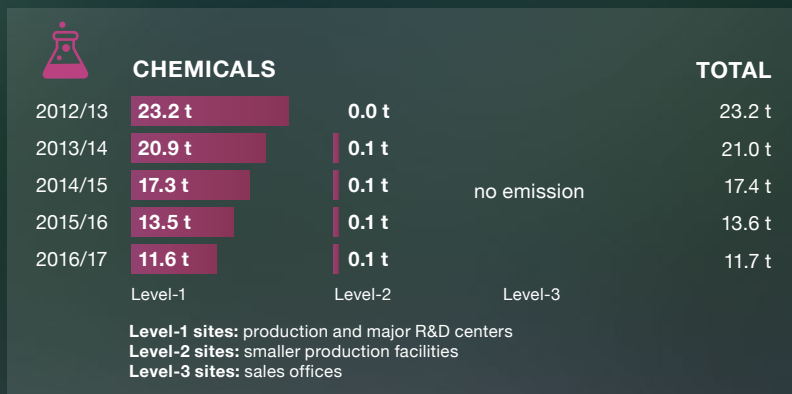 CHEMICALS TOTAL
2012/13 23.2 t 0.0 t 23.2 t
2013/14 20.9 t 0.1 t 21.0 t
2014/15 17.3 t 0.1 t no emission 17.4 t
2015/16 13.5 t 0.1 t 13.6 t
2016/17 11.6 t 0.1 t 11.7 t
Level-1 Level-2 Level-3
Level-1 sites: production and major R&D centers
Level-2 sites: smaller production facilities
Level-3 sites: sales offices